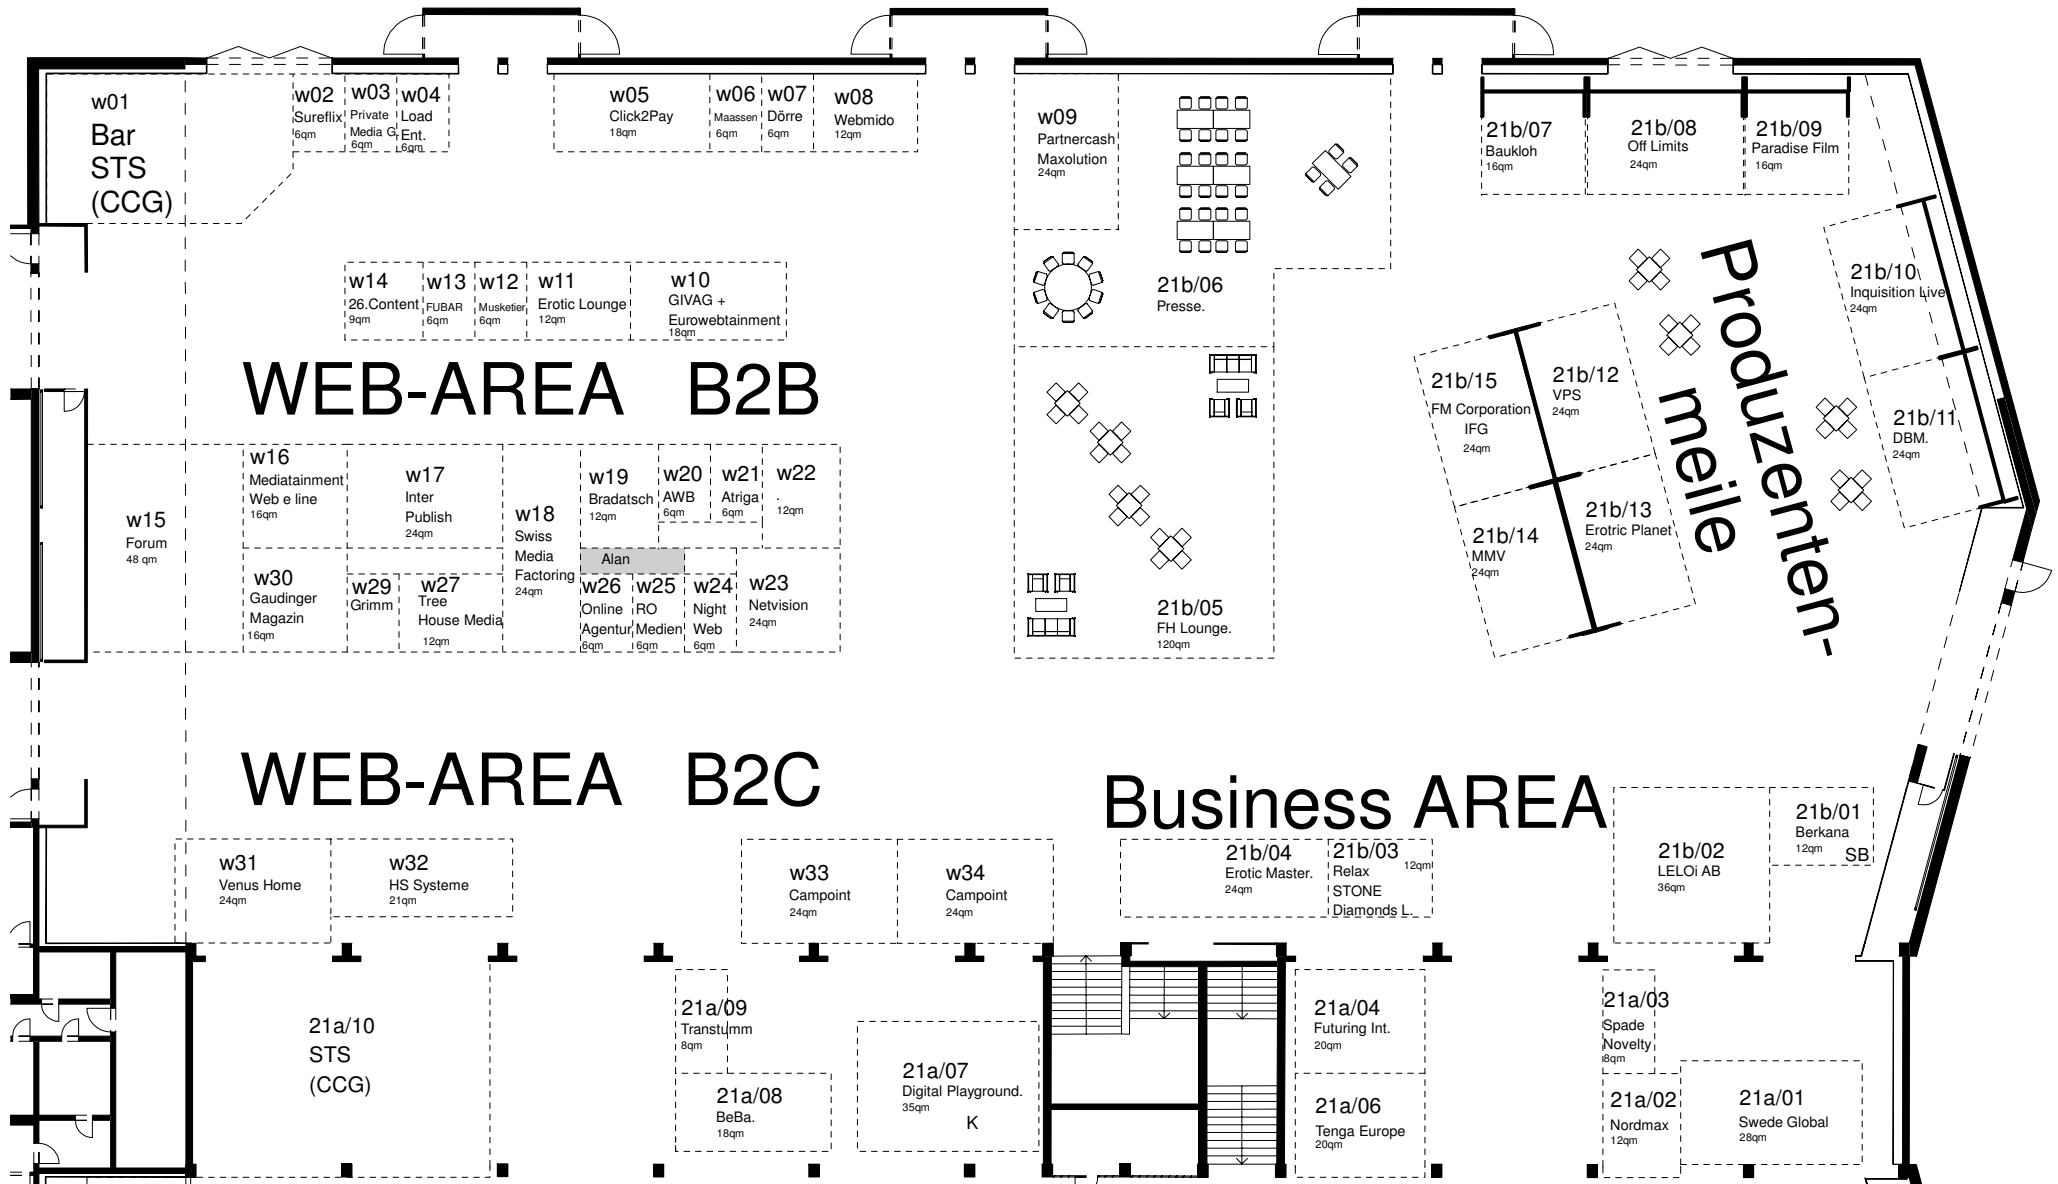 w01
Bar
STS
(CCG)
w02
Sureflix
6qm
w03
Private
Media G.
6qm
w04
Load
Ent.
6qm
w05
Click2Pay
18qm
w06
Maassen
6qm
w07
Dörre
6qm
w08
Webmido
12qm
w09
Partnercash
Maxolution
24qm
21b/06
Presse.
21b/07
Baukloh
16qm
21b/08
Off Limits
24qm
21b/09
Paradise Film
16qm
21b/10
Inquisition Live
24qm
21b/11
DBM.
24qm
Produzenten-
meile
w14
26.Content
9qm
w13
FUBAR
6qm
w12
Musketier
6qm
w11
Erotic Lounge
12qm
w10
GIVAG +
Eurowebtainment
18qm
WEB-AREA B2B
21b/15
FM Corporation
IFG
24qm
21b/12
VPS
24qm
21b/14
MMV
24qm
21b/13
Erotric Planet
24qm
w15
Forum
48 qm
w16
Mediatainment
Web e line
16qm
w17
Inter
Publish
24qm
w18
Swiss
Media
Factoring
24qm
w19
Bradatsch
12qm
w20
AWB
6qm
w21
Atriga
6qm
w22
.
12qm
Alan
w30
Gaudinger
Magazin
16qm
w29
Grimm
w27
Tree
House Media
12qm
w26
Online
Agentur
6qm
w25
RO
Medien
6qm
w24
Night
Web
6qm
w23
Netvision
24qm
21b/05
FH Lounge.
120qm
WEB-AREA B2C
Business AREA
w31
Venus Home
24qm
w32
HS Systeme
21qm
w33
Campoint
24qm
w34
Campoint
24qm
21b/04
Erotic Master.
24qm
21b/03
12qm
Relax
STONE
Diamonds L.
21b/02
LELOi AB
36qm
21b/01
Berkana
12qm
SB
21a/10
STS
(CCG)
21a/09
Transtumm
8qm
21a/08
BeBa.
18qm
21a/07
Digital Playground.
35qm
K
21a/04
Futuring Int.
20qm
21a/06
Tenga Europe
20qm
21a/03
Spade
Novelty
8qm
21a/02
Nordmax
12qm
21a/01
Swede Global
28qm